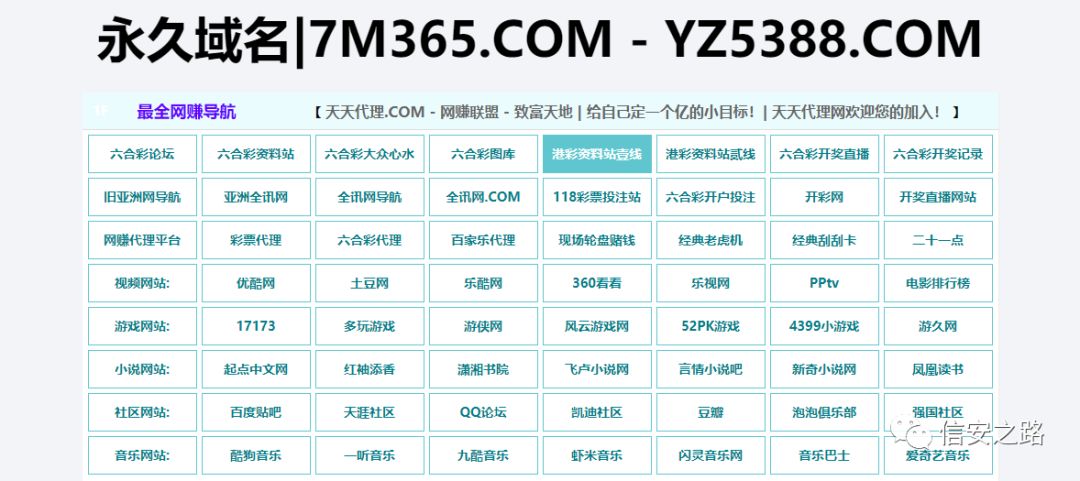 永久域名|7M365.COM - YZ5388.COM
TF 最全网赚导航 【 天天代理.COM - 网赚联盟 - 致富天地 | 给自己定一个亿的小目标! | 天天代理网欢迎您的加入! 】
六合彩论坛 六合彩资料站 六合彩大众心水 六合彩图库 港彩资料站壹线 港彩资料站贰线 六合彩开奖直播 六合彩开奖记录
旧亚洲网导航 亚洲全讯网 全讯网导航 全讯网.COM 118彩票投注站 六合彩开户投注 开彩网 开奖直播网站
网赚代理平台 彩票代理 六合彩代理 百家乐代理 现场轮盘赌钱 经典老虎机 经典刮刮卡 二十一点
视频网站: 优酷网 土豆网 乐酷网 360看看 乐视网 PPtv 电影排行榜
游戏网站: 17173 多玩游戏 游侠网 风云游戏网 52PK游戏 4399小游戏 游久网
小说网站: 起点中文网 红袖添香 潇湘书院 飞卢小说网 言情小说吧 新奇小说网 凤凰读书
社区网站: 百度贴吧 天涯社区 QQ论坛 凯迪社区 豆瓣 泡泡俱乐部 强国社区
音乐网站: 酷狗音乐 一听音乐 九酷音乐 虾米音乐 闪灵音乐网 音乐巴士 爱奇艺音乐
信安之路